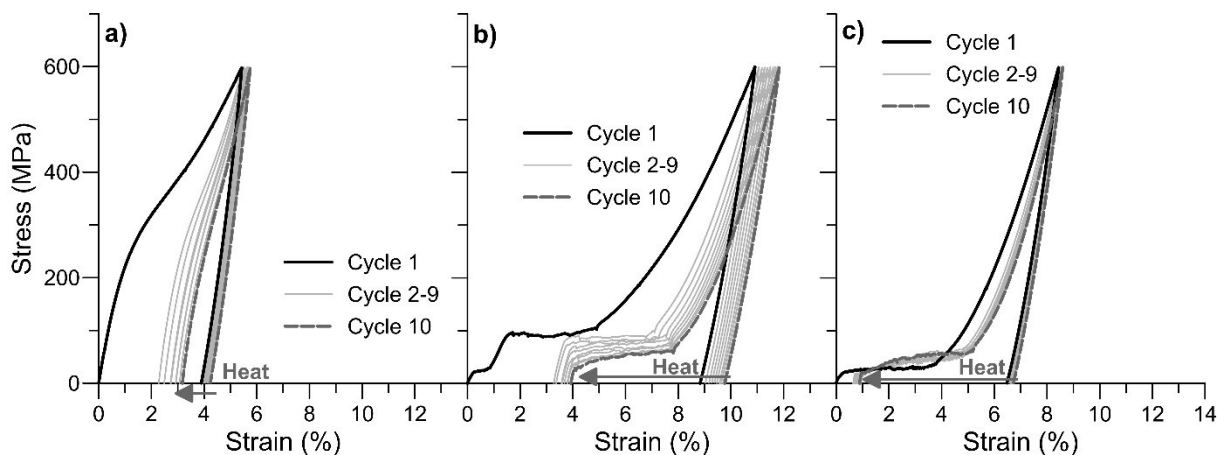 a)
b)
c)
Cycle 1
Cycle 2-9
Cycle 10
Cycle 1
Cycle 2-9
Cycle 10
Cycle 1
Cycle 2-9
Cycle 10
Heat
Heat
Heat
Stress (MPa)
600
400
200
0
0 2 4 6 8 10 12
0 2 4 6 8 10 12
0 2 4 6 8 10 12 14
Strain (%)
Strain (%)
Strain (%)